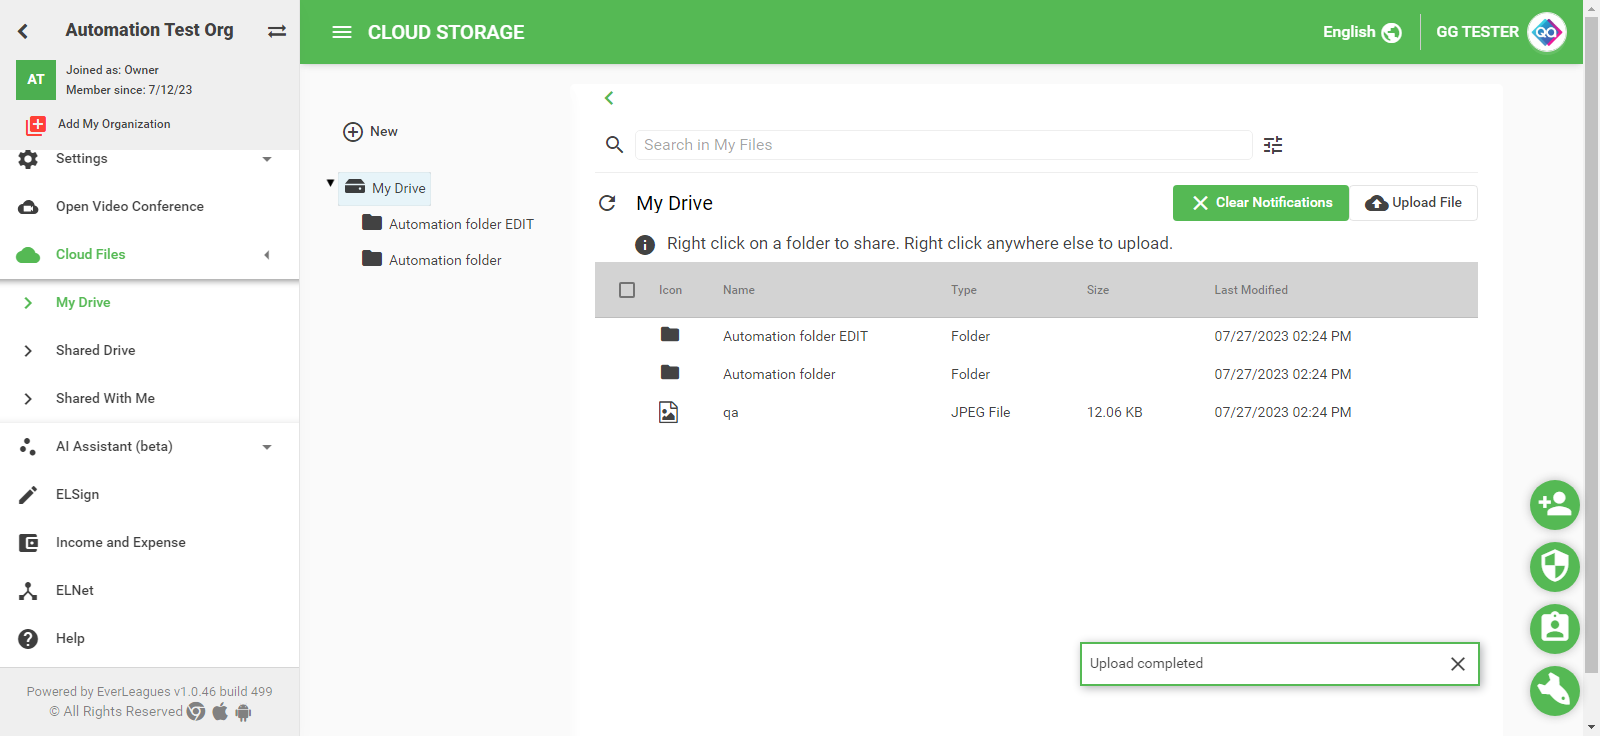 Automation Test Org
AT
Joined as: Owner
Member since: 7/12/23
Add My Organization
Settings
Open Video Conference
Cloud Files
My Drive
Shared Drive
Shared With Me
AI Assistant (beta)
ELSign
Income and Expense
ELNet
Help
Powered by EverLeagues v1.0.46 build 499
© All Rights Reserved
CLOUD STORAGE
English
GG TESTER
QA
New
My Drive
Automation folder EDIT
Automation folder
Search in My Files
My Drive
Clear Notifications
Upload File
Right click on a folder to share. Right click anywhere else to upload.
Icon Name Type Size Last Modified
Automation folder EDIT Folder 07/27/2023 02:24 PM
Automation folder Folder 07/27/2023 02:24 PM
qa JPEG File 12.06 KB 07/27/2023 02:24 PM
Upload completed